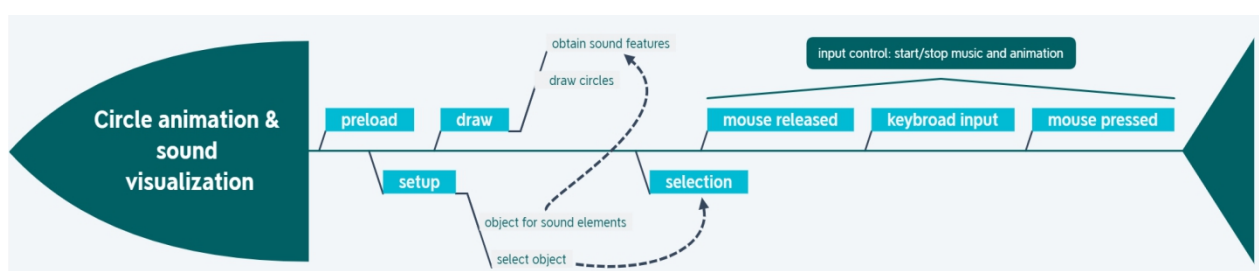 Circle animation &
sound
visualization
preload
draw
obtain sound features
draw circles
setup
object for sound elements
select object
selection
input control: start/stop music and animation
mouse released
keybroad input
mouse pressed